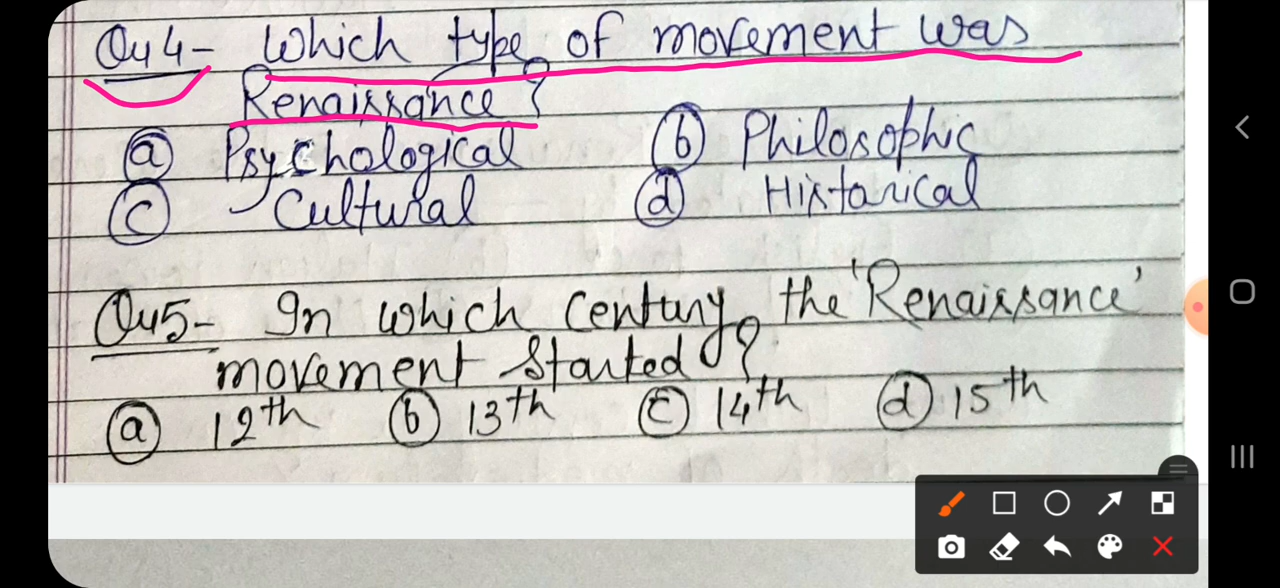 Qu4- Which type of movement was
Renaissance?
(a) Psychological (b) Philosophic
(c) Cultural (d) Historical
Qu5- In which century, the 'Renaissance'
movement started?
(a) 12th (b) 13th (c) 14th (d) 15th